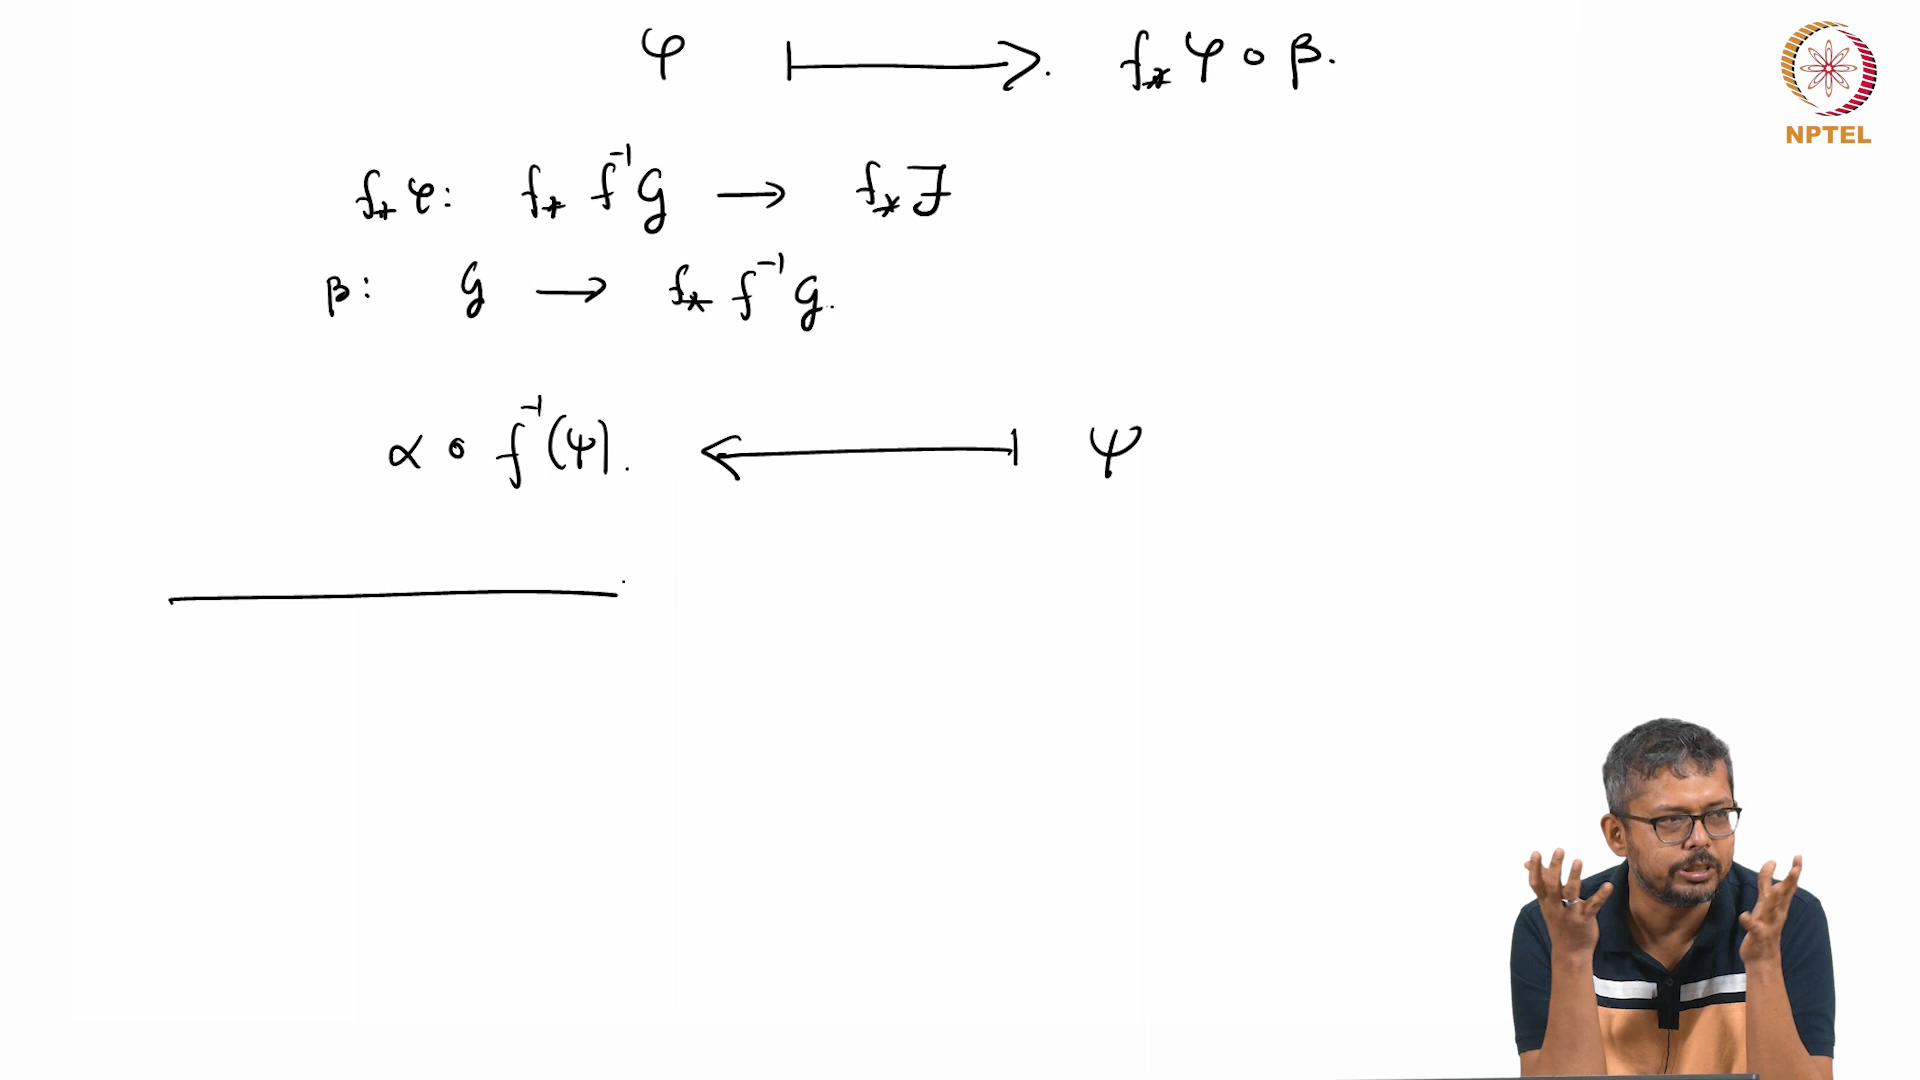 φ ⟼ f_* φ ∘ β.
NPTEL
f_* φ: f_* f^{-1} G → f_* F
β: G → f_* f^{-1} G.
α ∘ f^{-1}(ψ). ⟻ ψ